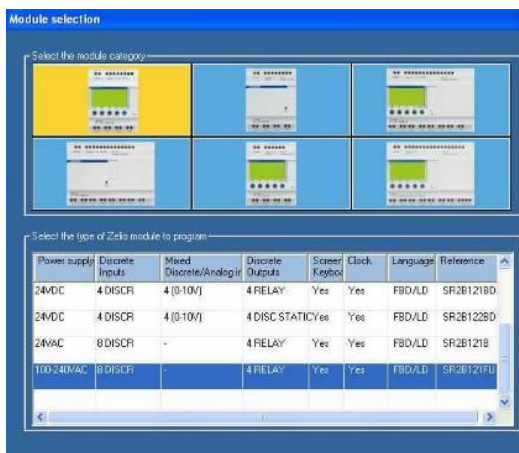 Module selection
Select the module category
Select the type of Zelio module to program
Power supply Discrete Inputs Mixed Discrete/Analog in Discrete Outputs Screen Keyboa Clock Language Reference
24VDC 4 DISCR 4 (0-10V) 4 RELAY Yes Yes FBD/LD SR2B121BD
24VDC 4 DISCR 4 (0-10V) 4 DISC STATIC Yes Yes FBD/LD SR2B122BD
24VAC 8 DISCR - 4 RELAY Yes Yes FBD/LD SR2B121B
100-240VAC 8 DISCR - 4 RELAY Yes Yes FBD/LD SR2B121FU